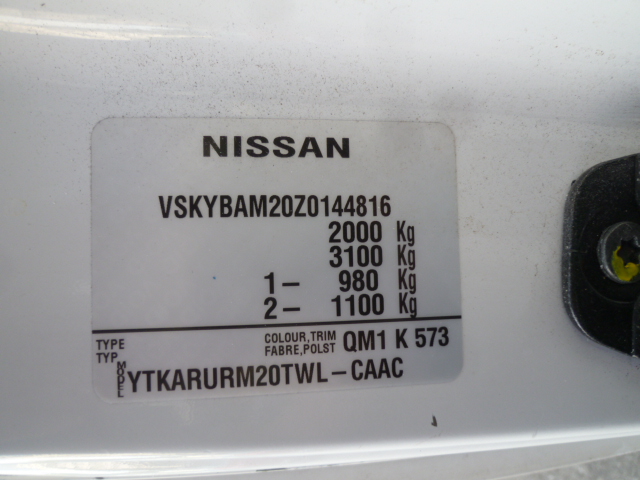 NISSAN
VSKYBAM20Z0144816
2000 Kg
3100 Kg
1– 980 Kg
2– 1100 Kg
TYPE COLOUR,TRIM QM1 K 573
TYP FABRE,POLST
MODEL YTKARURM20TWL–CAAC